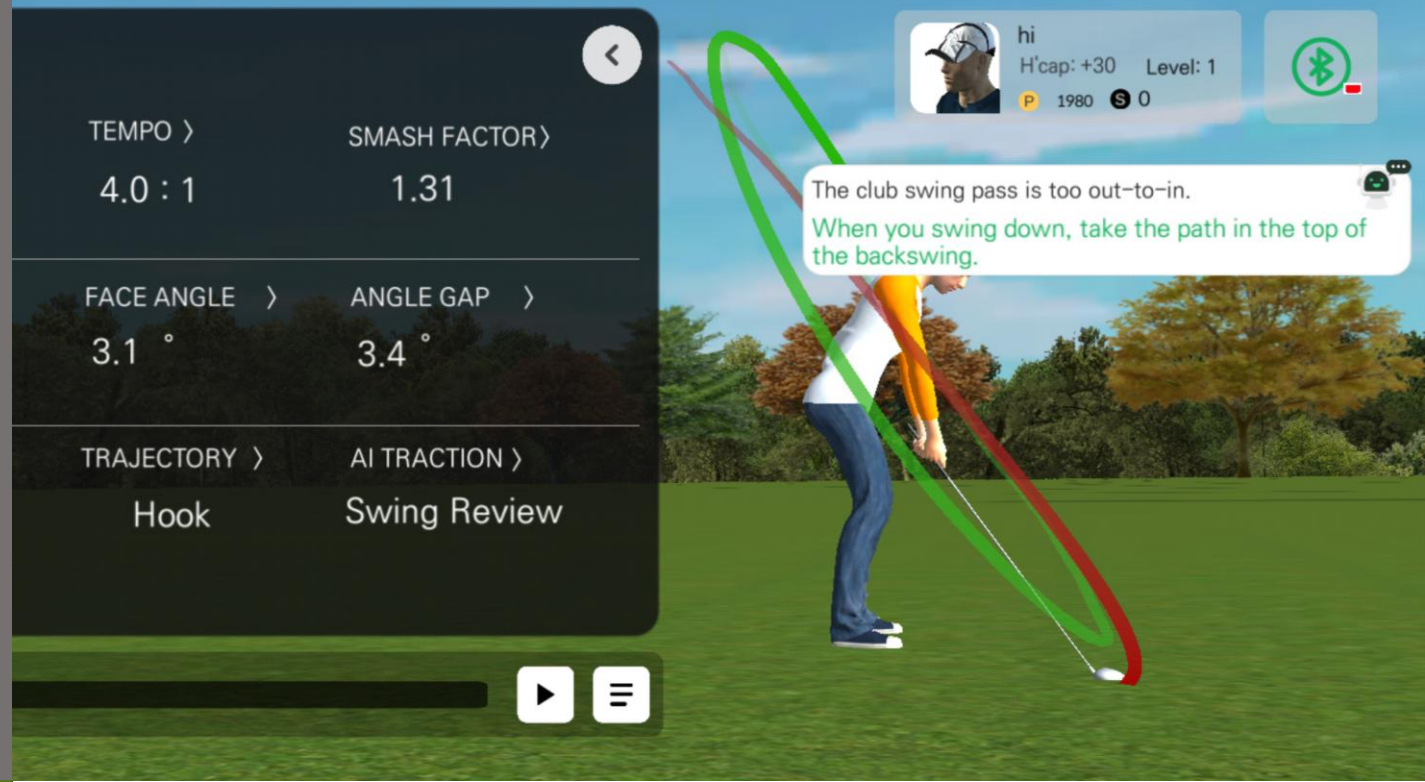 hi
H'cap: +30 Level: 1
P 1980 S 0
TEMPO 〉
SMASH FACTOR〉
4.0 : 1
1.31
The club swing pass is too out-to-in.
When you swing down, take the path in the top of
the backswing.
FACE ANGLE 〉
ANGLE GAP 〉
3.1 °
3.4 °
TRAJECTORY 〉
AI TRACTION 〉
Hook
Swing Review